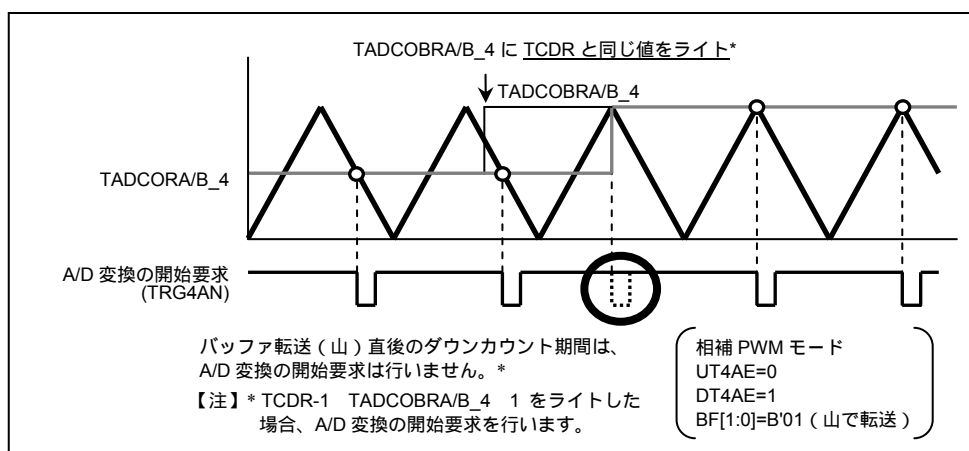 TADCOBRA/B_4 に TCDR と同じ値をライト*
TADCOBRA/B_4
TADCORA/B_4
A/D 変換の開始要求
(TRG4AN)
バッファ転送（山）直後のダウンカウント期間は、
A/D 変換の開始要求は行いません。*
【注】* TCDR-1 TADCOBRA/B_4 1 をライトした
場合、A/D 変換の開始要求を行います。
相補 PWM モード
UT4AE=0
DT4AE=1
BF[1:0]=B'01（山で転送）